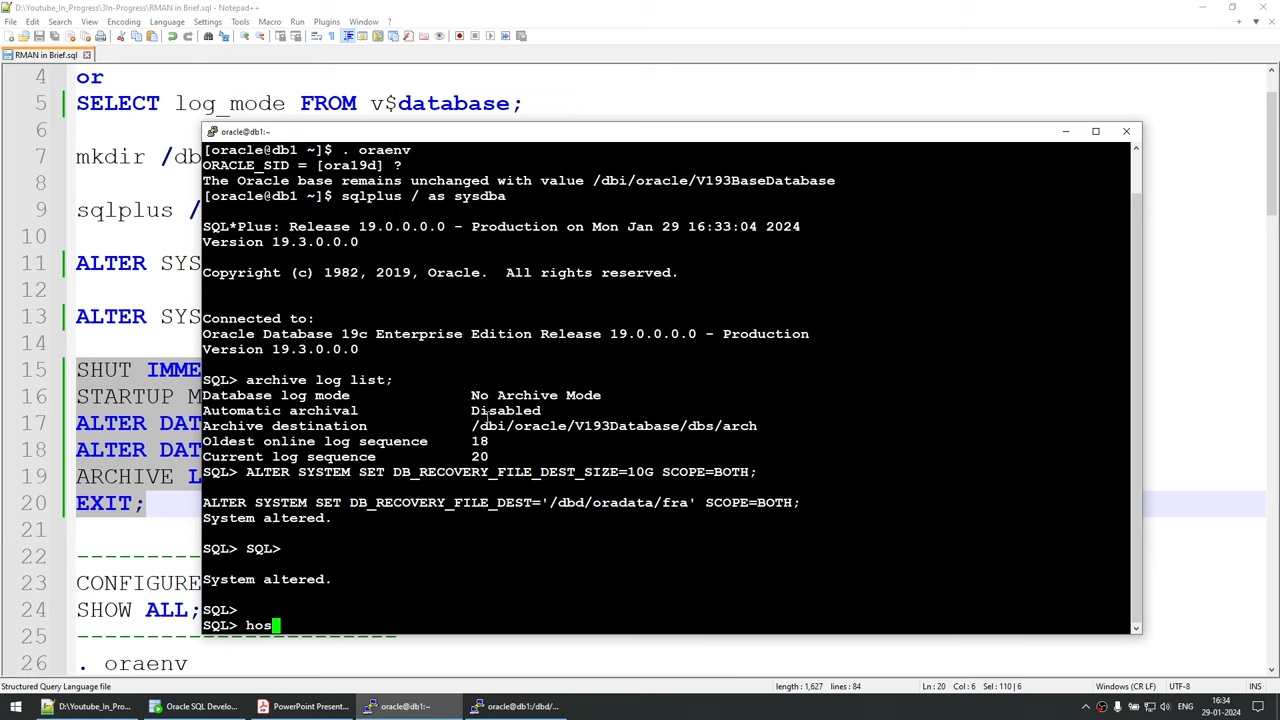 D:\Youtube_In_Progress\3In-Progress\RMAN in Brief.sql - Notepad++
File Edit Search View Encoding Language Settings Tools Macro Run Plugins Window ?
RMAN in Brief.sql
4 or
5 SELECT log_mode FROM v$database;
6
7 mkdir /db
8
9 sqlplus /
10
11 ALTER SYS
12
13 ALTER SYS
14
15 SHUT IMME
16 STARTUP M
17 ALTER DAT
18 ALTER DAT
19 ARCHIVE L
20 EXIT;
21
22 ---------
23 CONFIGURE
24 SHOW ALL;
25 -----------------------
26 . oraenv
oracle@db1:~
[oracle@db1 ~]$ . oraenv
ORACLE_SID = [ora19d] ?
The Oracle base remains unchanged with value /dbi/oracle/V193BaseDatabase
[oracle@db1 ~]$ sqlplus / as sysdba
SQL*Plus: Release 19.0.0.0.0 - Production on Mon Jan 29 16:33:04 2024
Version 19.3.0.0.0
Copyright (c) 1982, 2019, Oracle.  All rights reserved.
Connected to:
Oracle Database 19c Enterprise Edition Release 19.0.0.0.0 - Production
Version 19.3.0.0.0
SQL> archive log list;
Database log mode              No Archive Mode
Automatic archival             Disabled
Archive destination            /dbi/oracle/V193Database/dbs/arch
Oldest online log sequence     18
Current log sequence           20
SQL> ALTER SYSTEM SET DB_RECOVERY_FILE_DEST_SIZE=10G SCOPE=BOTH;
ALTER SYSTEM SET DB_RECOVERY_FILE_DEST='/dbd/oradata/fra' SCOPE=BOTH;
System altered.
SQL> SQL>
System altered.
SQL>
SQL> hos
Structured Query Language file length : 1,627 lines : 84 Ln : 20 Col : 6 Sel : 110 | 6 Windows (CR LF) UTF-8 INS
D:\Youtube_In_Pro... Oracle SQL Develo... PowerPoint Present... oracle@db1:~ oracle@db1:/dbd/... 16:34
29-01-2024